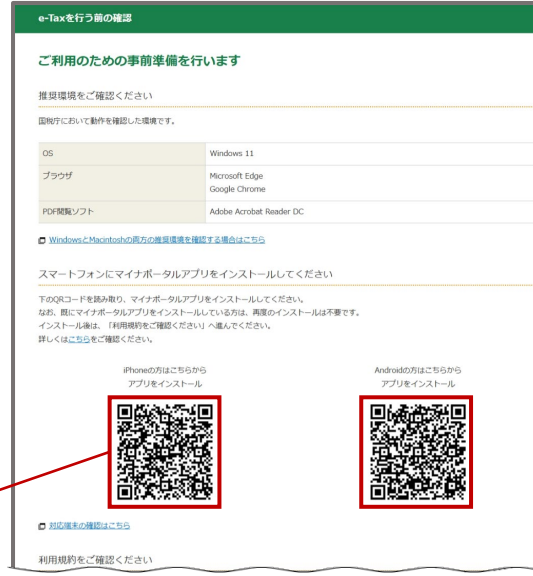 e-Taxを行う前の確認
ご利用のための事前準備を行います
推奨環境をご確認ください
国税庁において動作を確認した環境です。
OS Windows 11
ブラウザ Microsoft Edge
Google Chrome
PDF閲覧ソフト Adobe Acrobat Reader DC
WindowsとMacintoshの両方の推奨環境を確認する場合はこちら
スマートフォンにマイナポータルアプリをインストールしてください
下のQRコードを読み取り、マイナポータルアプリをインストールしてください。
なお、既にマイナポータルアプリをインストールしている方は、再度のインストールは不要です。
インストール後は、「利用規約をご確認ください」へ進んでください。
詳しくはこちらをご確認ください。
iPhoneの方はこちらから
アプリをインストール
Androidの方はこちらから
アプリをインストール
対応端末の確認はこちら
利用規約をご確認ください